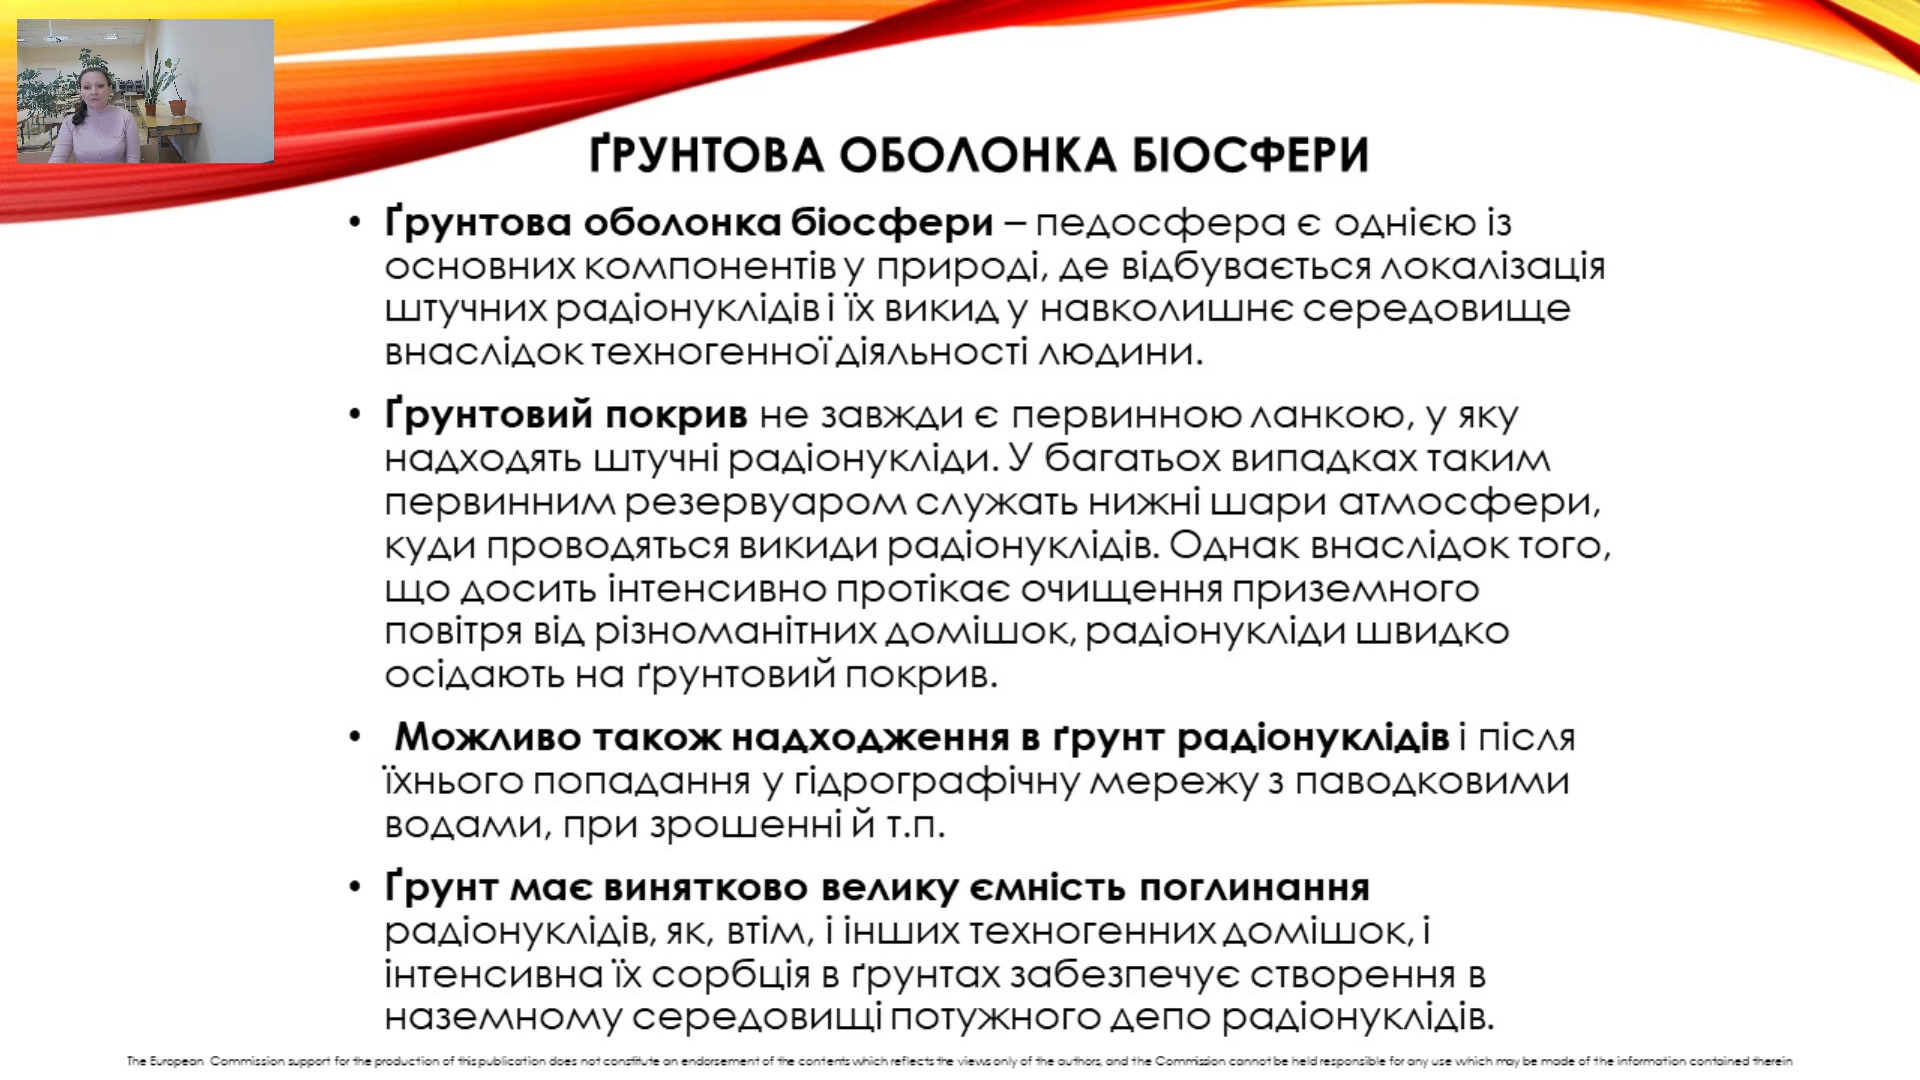 ҐРУНТОВА ОБОЛОНКА БІОСФЕРИ
• Ґрунтова оболонка біосфери – педосфера є однією із
основних компонентів у природі, де відбувається локалізація
штучних радіонуклідів і їх викид у навколишнє середовище
внаслідок техногенної діяльності людини.
• Ґрунтовий покрив не завжди є первинною ланкою, у яку
надходять штучні радіонукліди. У багатьох випадках таким
первинним резервуаром служать нижні шари атмосфери,
куди проводяться викиди радіонуклідів. Однак внаслідок того,
що досить інтенсивно протікає очищення приземного
повітря від різноманітних домішок, радіонукліди швидко
осідають на ґрунтовий покрив.
• Можливо також надходження в ґрунт радіонуклідів і після
їхнього попадання у гідрографічну мережу з паводковими
водами, при зрошенні й т.п.
• Ґрунт має винятково велику ємність поглинання
радіонуклідів, як, втім, і інших техногенних домішок, і
інтенсивна їх сорбція в ґрунтах забезпечує створення в
наземному середовищі потужного депо радіонуклідів.
The European Commission support for the production of this publication does not constitute an endorsement of the contents which reflects the views only of the authors, and the Commission cannot be held responsible for any use which may be made of the information contained therein